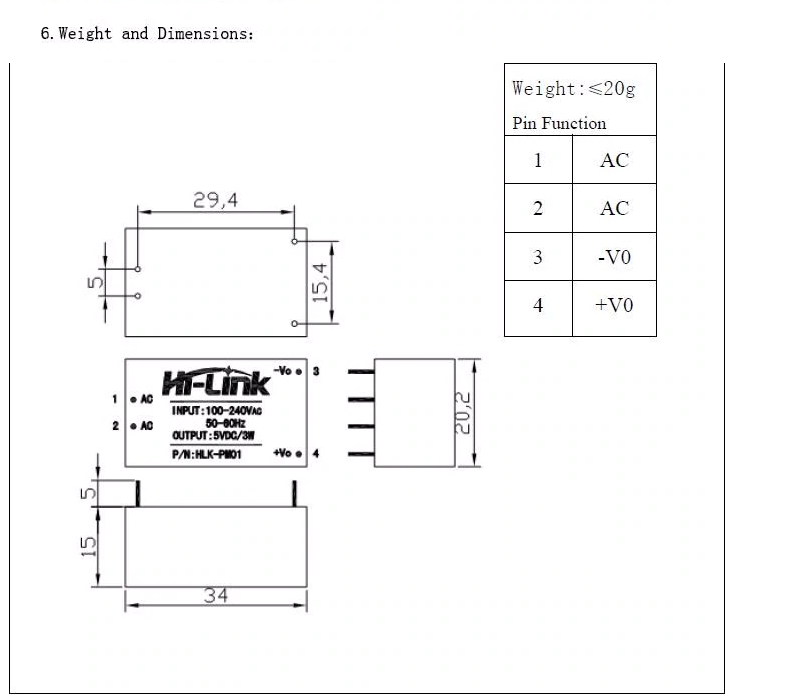 6.Weight and Dimensions:
Weight:≤20g
Pin Function
1 AC
2 AC
3 -V0
4 +V0
29,4
5
15,4
Hi-Link
-Vo 3
1 AC
INPUT:100-240VAC
2 AC
50-60Hz
OUTPUT:5VDC/3W
P/N:HLK-PM01
+Vo 4
20,2
5
15
34